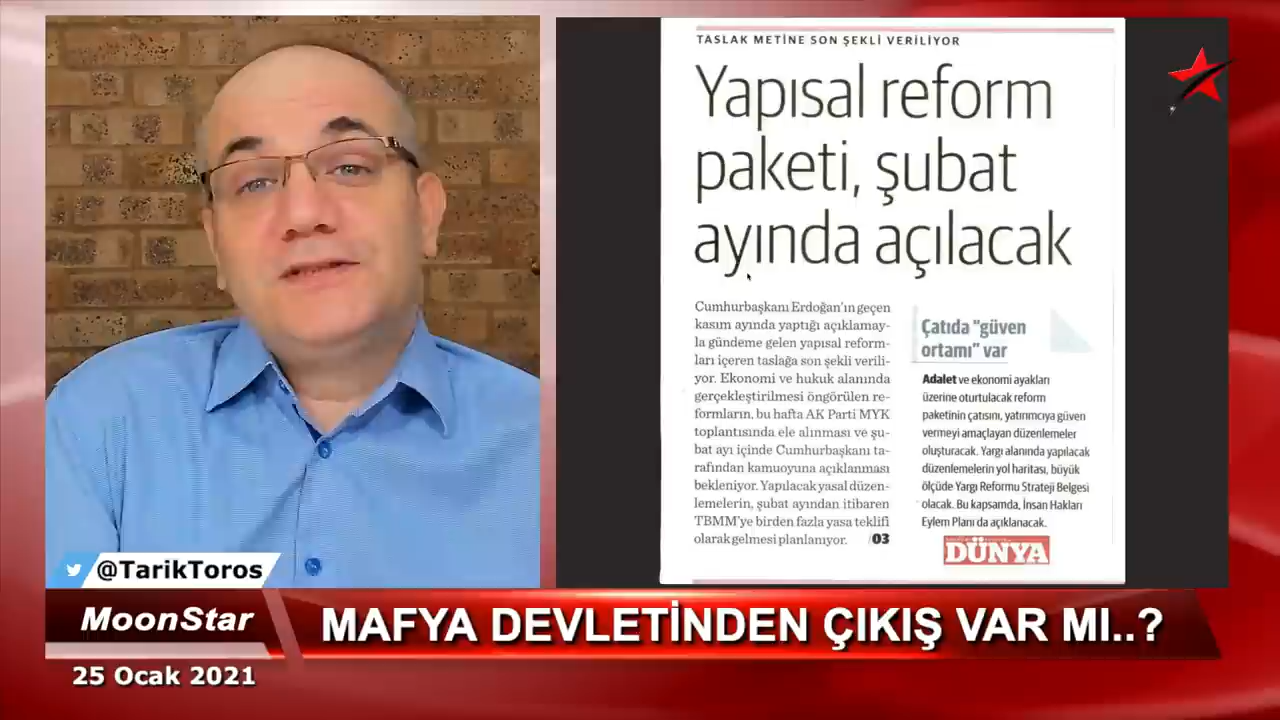 TASLAK METİNE SON ŞEKLİ VERİLİYOR
Yapısal reform
paketi, şubat
ayında açılacak
Cumhurbaşkanı Erdoğan'ın geçen
kasım ayında yaptığı açıklamay-
la gündeme gelen yapısal reform-
ları içeren taslağa son şekli verili-
yor. Ekonomi ve hukuk alanında
gerçekleştirilmesi öngörülen re-
formların, bu hafta AK Parti MYK
toplantısında ele alınması ve şu-
bat ayı içinde Cumhurbaşkanı ta-
rafından kamuoyuna açıklanması
bekleniyor. Yapılacak yasal düzen-
lemelerin, şubat ayından itibaren
TBMM'ye birden fazla yasa teklifi
olarak gelmesi planlanıyor. /03
Çatıda "güven
ortamı" var
Adalet ve ekonomi ayakları
üzerine oturtulacak reform
paketinin çatısını, yatırımcıya güven
vermeyi amaçlayan düzenlemeler
oluşturacak. Yargı alanında yapılacak
düzenlemelerin yol haritası, büyük
ölçüde Yargı Reformu Strateji Belgesi
olacak. Bu kapsamda, İnsan Hakları
Eylem Planı da açıklanacak.
DÜNYA
@TarikToros
MoonStar
MAFYA DEVLETİNDEN ÇIKIŞ VAR MI..?
25 Ocak 2021